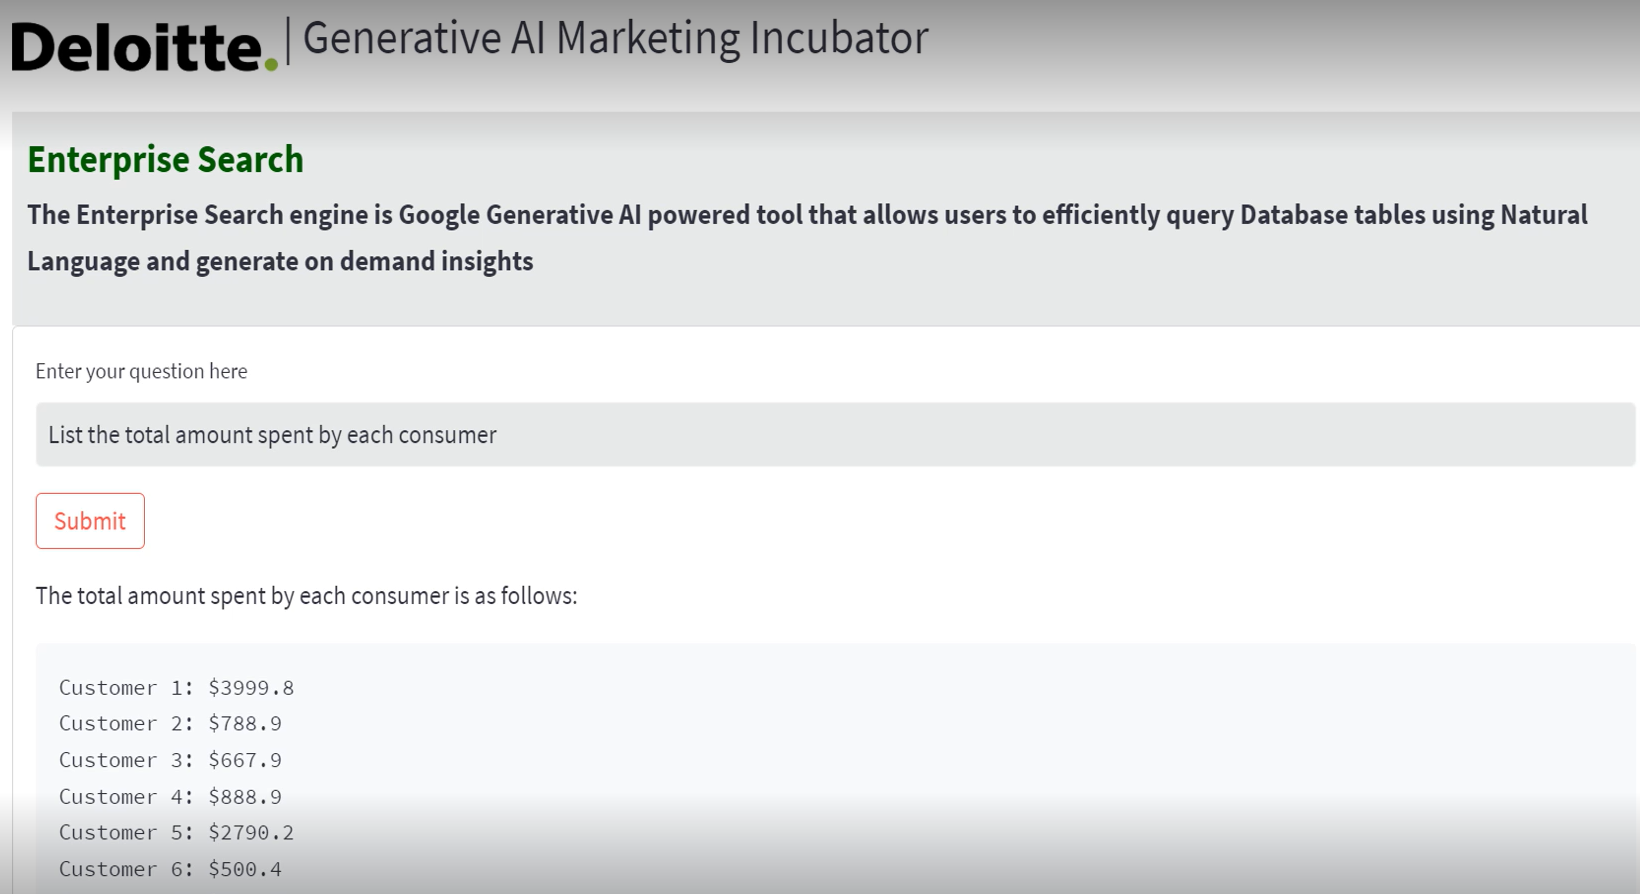 Deloitte. | Generative AI Marketing Incubator
Enterprise Search
The Enterprise Search engine is Google Generative AI powered tool that allows users to efficiently query Database tables using Natural
Language and generate on demand insights
Enter your question here
List the total amount spent by each consumer
Submit
The total amount spent by each consumer is as follows:
Customer 1: $3999.8
Customer 2: $788.9
Customer 3: $667.9
Customer 4: $888.9
Customer 5: $2790.2
Customer 6: $500.4